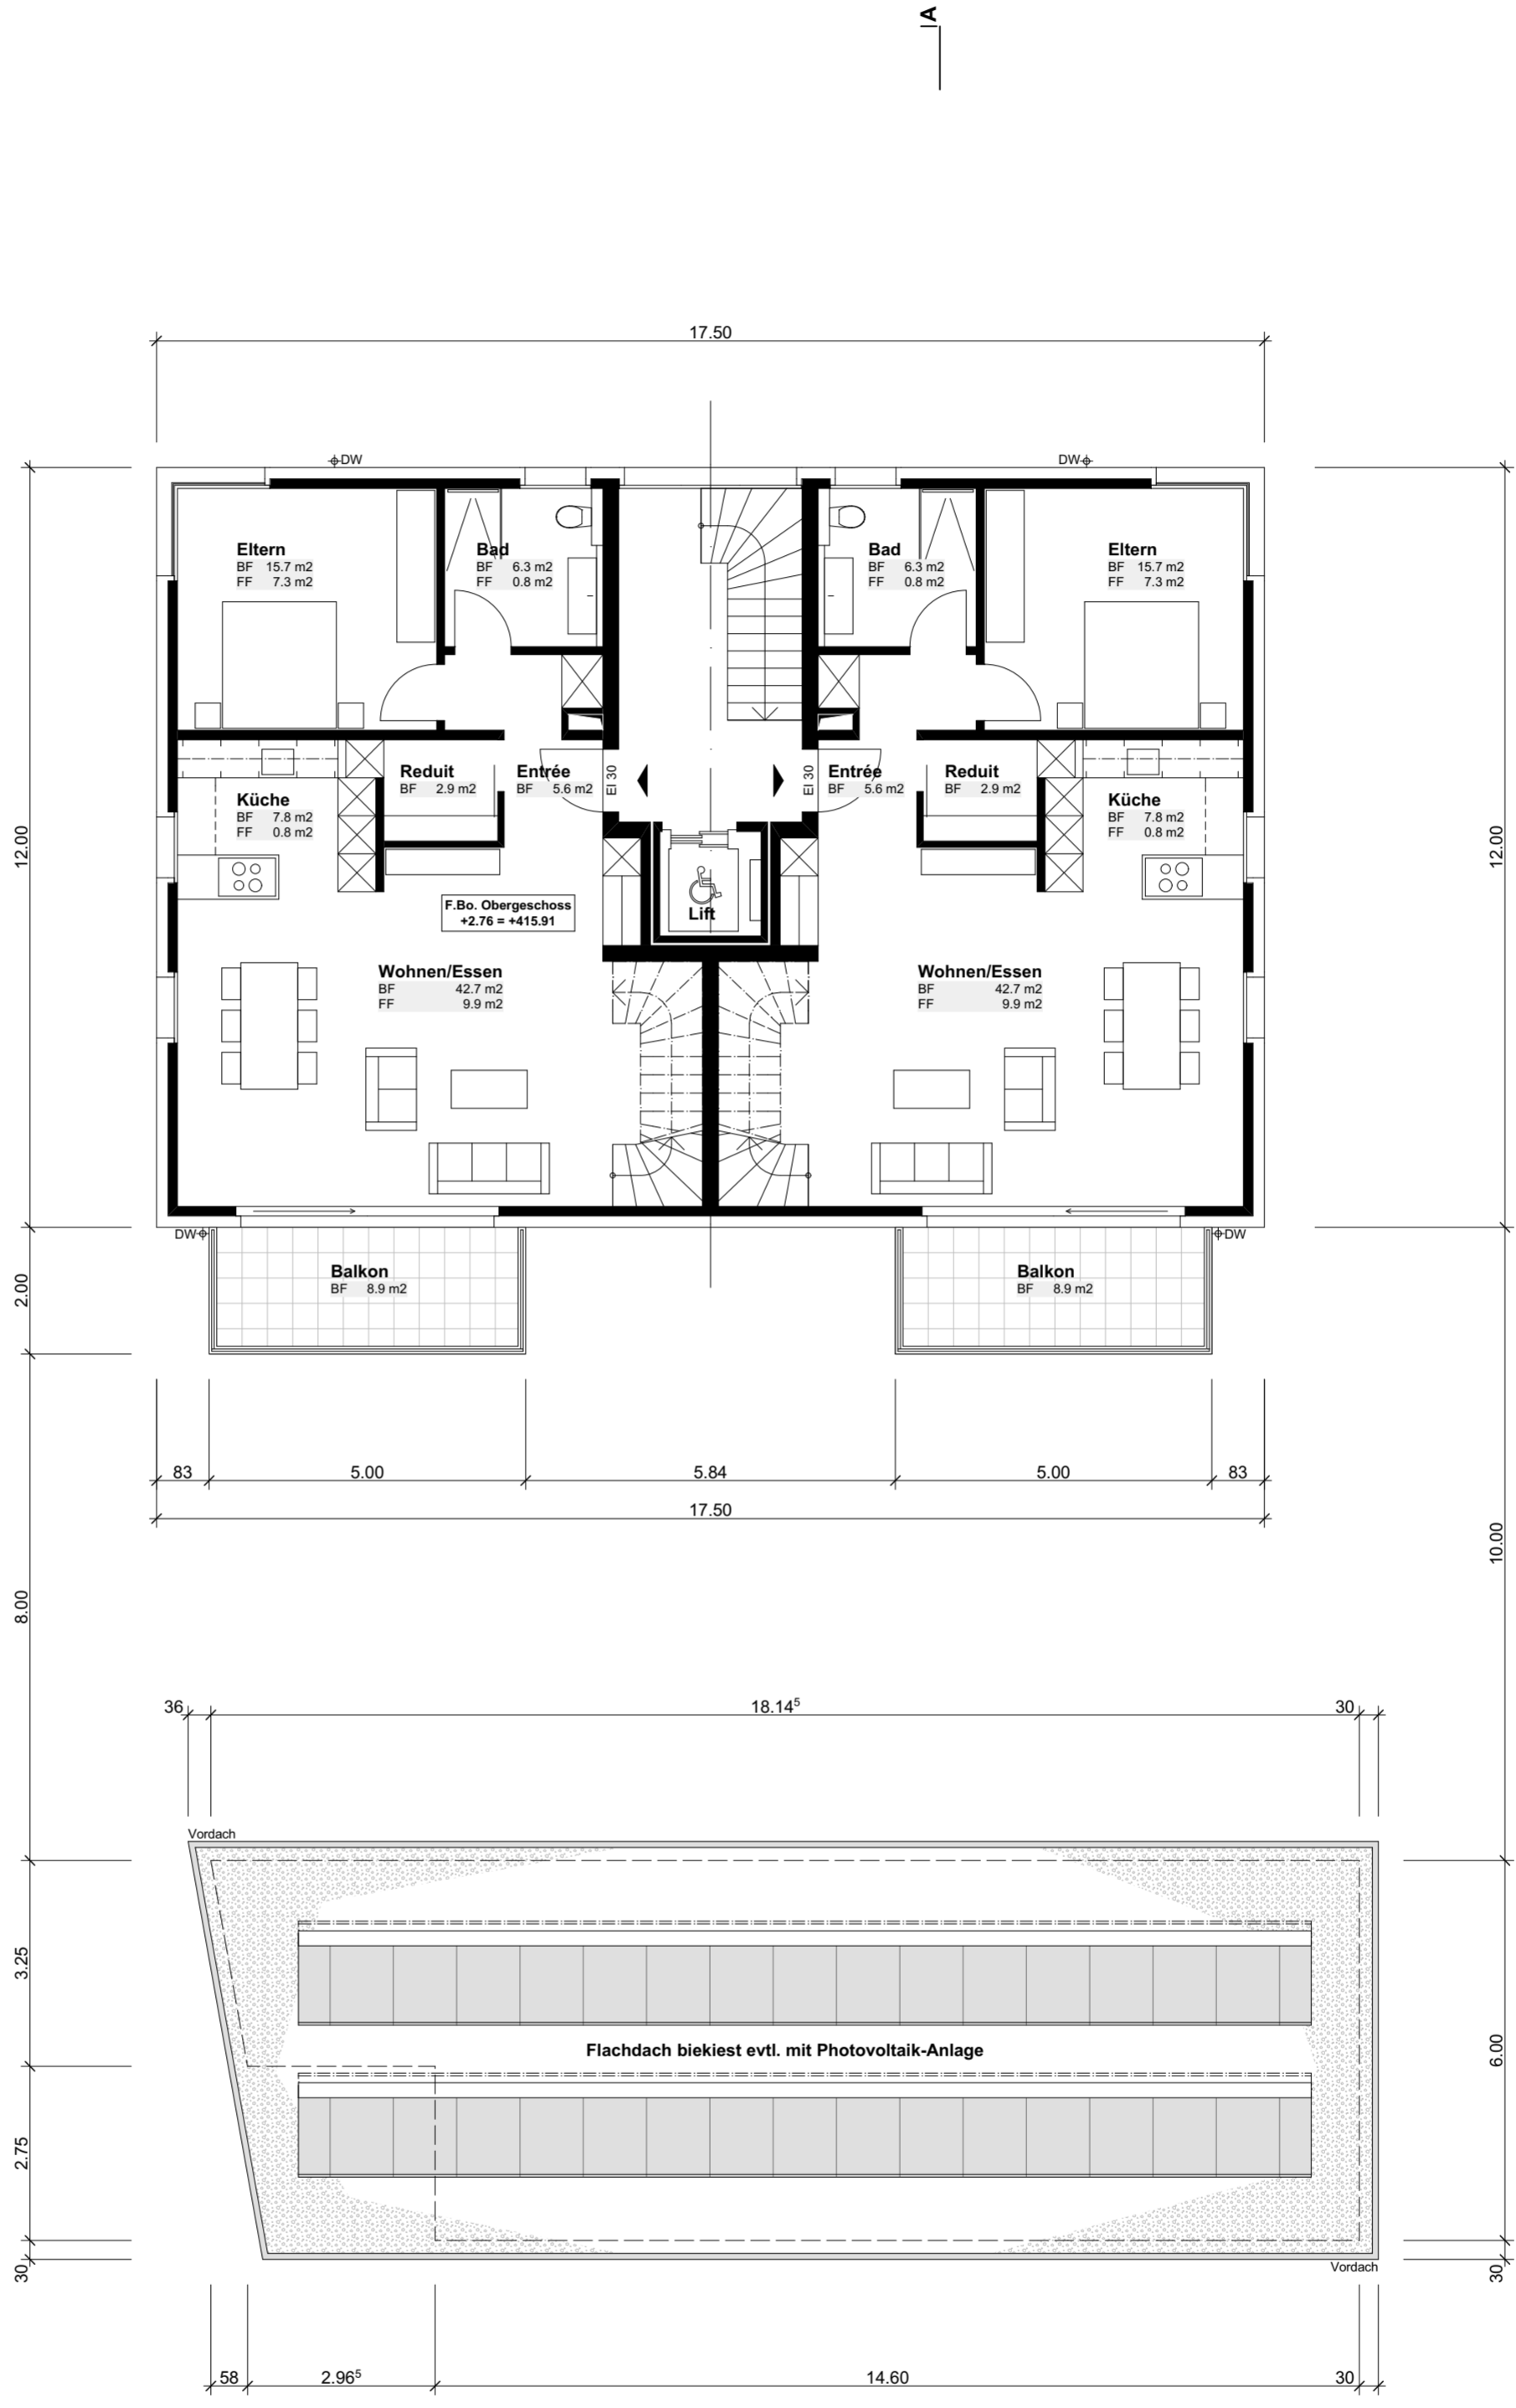 A
17.50
DW
DW
Eltern
BF 15.7 m2
FF 7.3 m2
Bad
BF 6.3 m2
FF 0.8 m2
Bad
BF 6.3 m2
FF 0.8 m2
Eltern
BF 15.7 m2
FF 7.3 m2
Reduit
BF 2.9 m2
Entrée
BF 5.6 m2
EI 30
EI 30
Entrée
BF 5.6 m2
Reduit
BF 2.9 m2
Küche
BF 7.8 m2
FF 0.8 m2
Küche
BF 7.8 m2
FF 0.8 m2
12.00
12.00
F.Bo. Obergeschoss
+2.76 = +415.91
Lift
Wohnen/Essen
BF 42.7 m2
FF 9.9 m2
Wohnen/Essen
BF 42.7 m2
FF 9.9 m2
DW
DW
2.00
Balkon
BF 8.9 m2
Balkon
BF 8.9 m2
83 5.00 5.84 5.00 83
17.50
10.00
8.00
36 18.14⁵ 30
Vordach
3.25
Flachdach biekiest evtl. mit Photovoltaik-Anlage
6.00
2.75
Vordach
30
30
58 2.96⁵ 14.60 30